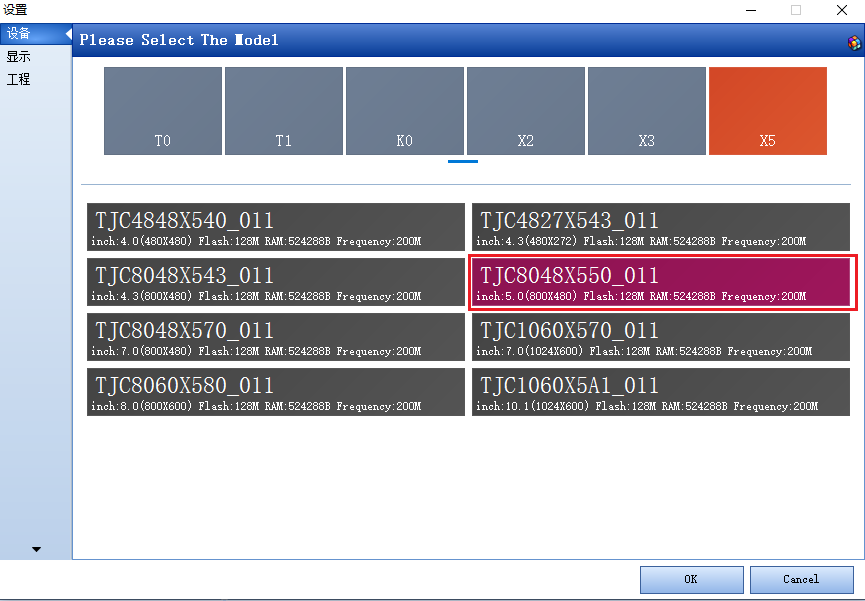 设置
设备
显示
工程
Please Select The Model
T0
T1
K0
X2
X3
X5
TJC4848X540_011
inch:4.0(480X480) Flash:128M RAM:524288B Frequency:200M
TJC4827X543_011
inch:4.3(480X272) Flash:128M RAM:524288B Frequency:200M
TJC8048X543_011
inch:4.3(800X480) Flash:128M RAM:524288B Frequency:200M
TJC8048X550_011
inch:5.0(800X480) Flash:128M RAM:524288B Frequency:200M
TJC8048X570_011
inch:7.0(800X480) Flash:128M RAM:524288B Frequency:200M
TJC1060X570_011
inch:7.0(1024X600) Flash:128M RAM:524288B Frequency:200M
TJC8060X580_011
inch:8.0(800X600) Flash:128M RAM:524288B Frequency:200M
TJC1060X5A1_011
inch:10.1(1024X600) Flash:128M RAM:524288B Frequency:200M
OK
Cancel